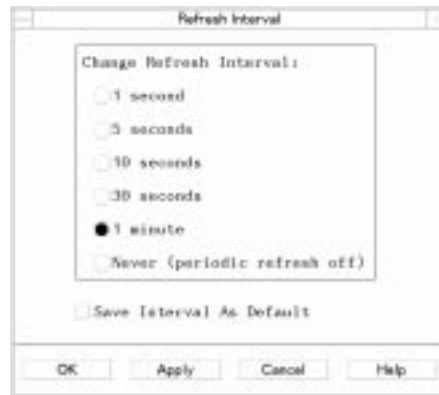 Refresh Interval
Change Refresh Interval:
1 second
5 seconds
10 seconds
30 seconds
1 minute
Never (periodic refresh off)
Save Interval As Default
OK Apply Cancel Help